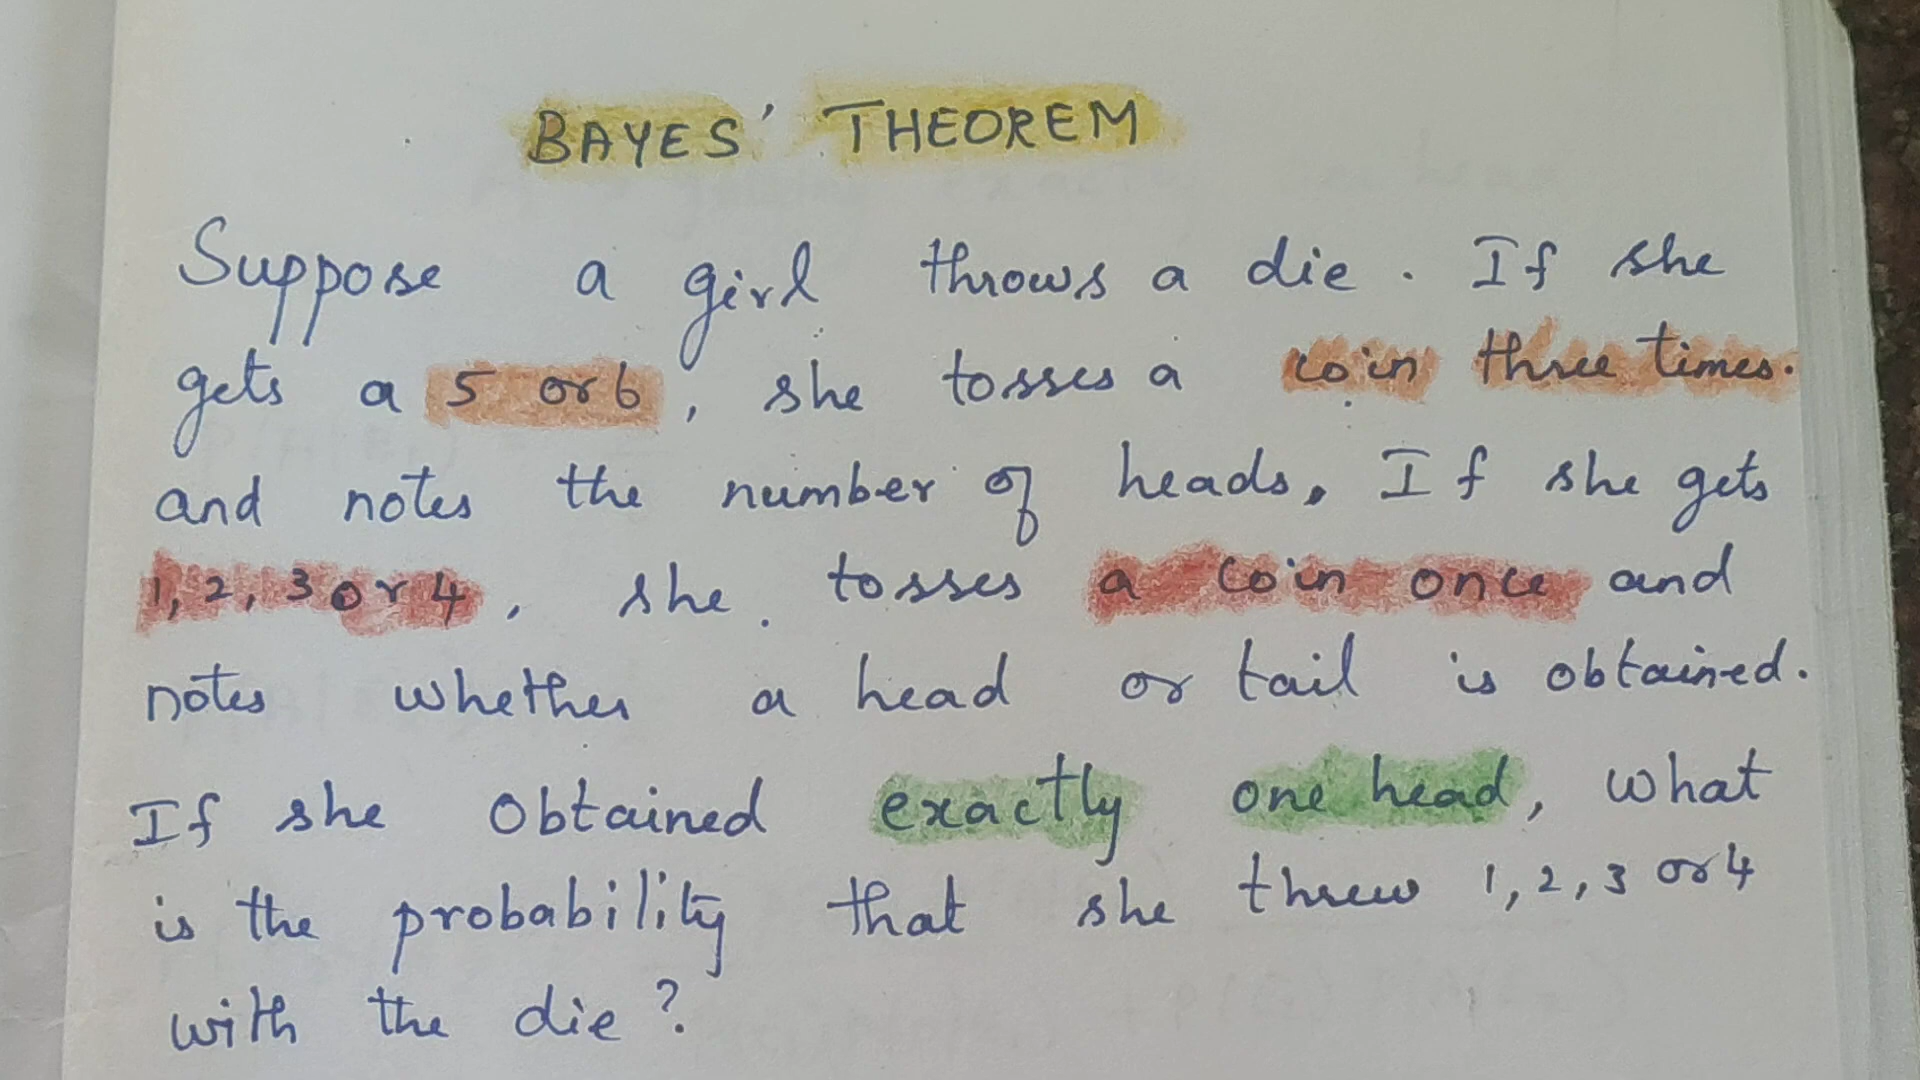 BAYES' THEOREM
Suppose a girl throws a die. If she
gets a 5 or 6, she tosses a coin three times.
and notes the number of heads. If she gets
1, 2, 3 or 4, she tosses a coin once and
notes whether a head or tail is obtained.
If she obtained exactly one head, what
is the probability that she threw 1, 2, 3 or 4
with the die?